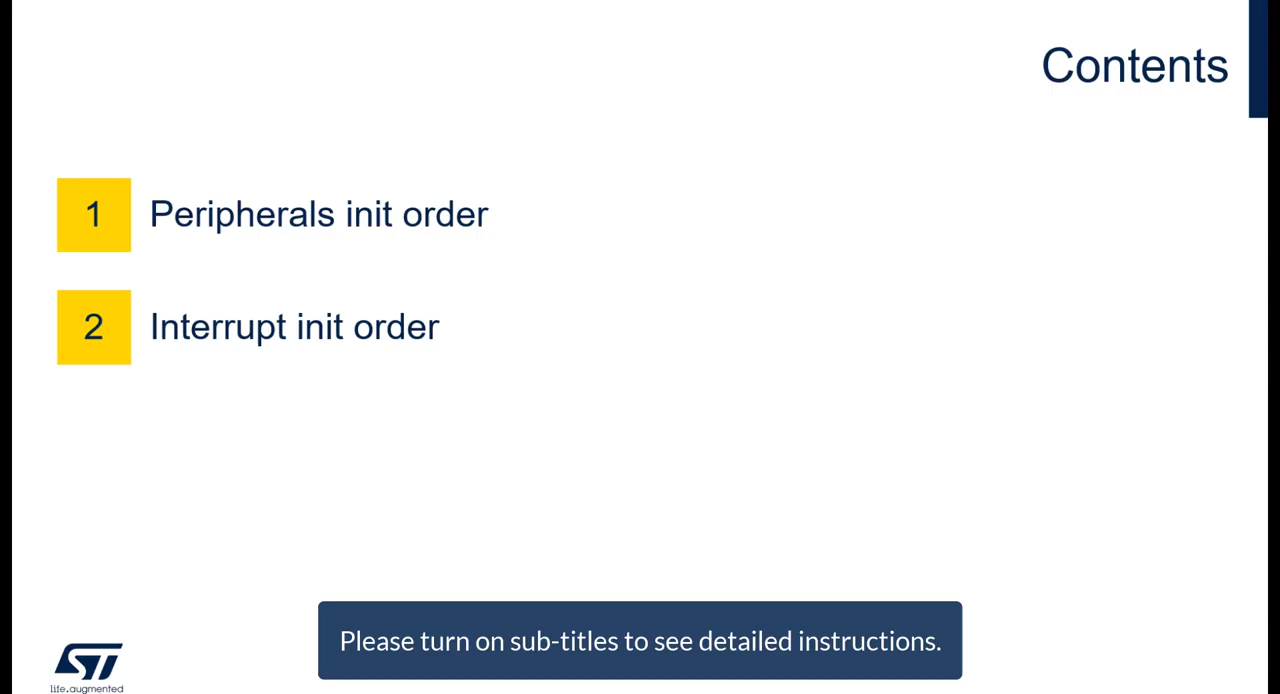 Contents
1 Peripherals init order
2 Interrupt init order
Please turn on sub-titles to see detailed instructions.
ST
life.augmented